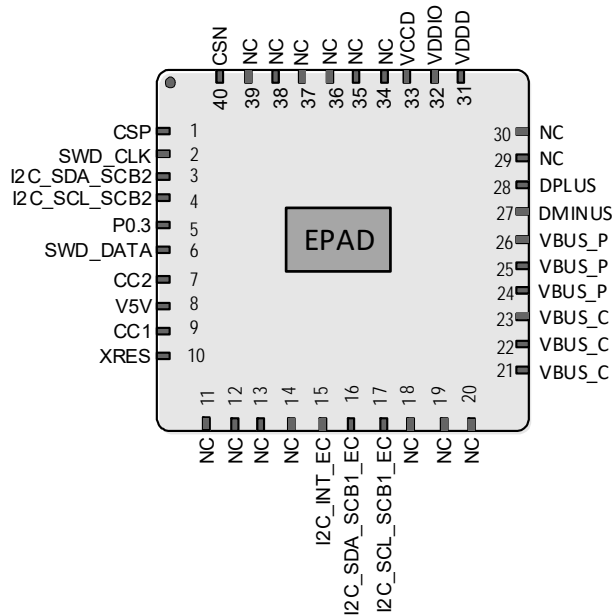 40 CSN
39 NC
38 NC
37 NC
36 NC
35 NC
34 NC
33 VCCD
32 VDDIO
31 VDDD
CSP 1
SWD_CLK 2
I2C_SDA_SCB2 3
I2C_SCL_SCB2 4
P0.3 5
SWD_DATA 6
CC2 7
V5V 8
CC1 9
XRES 10
EPAD
30 NC
29 NC
28 DPLUS
27 DMINUS
26 VBUS_P
25 VBUS_P
24 VBUS_P
23 VBUS_C
22 VBUS_C
21 VBUS_C
NC 11
NC 12
NC 13
NC 14
I2C_INT_EC 15
I2C_SDA_SCB1_EC 16
I2C_SCL_SCB1_EC 17
NC 18
NC 19
NC 20